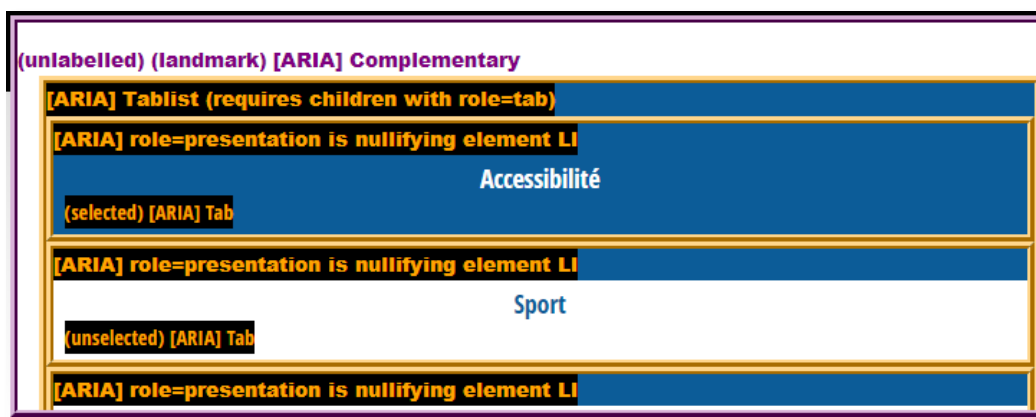 (unlabelled) (landmark) [ARIA] Complementary
[ARIA] Tablist (requires children with role=tab)
[ARIA] role=presentation is nullifying element LI
Accessibilité
(selected) [ARIA] Tab
[ARIA] role=presentation is nullifying element LI
Sport
(unselected) [ARIA] Tab
[ARIA] role=presentation is nullifying element LI